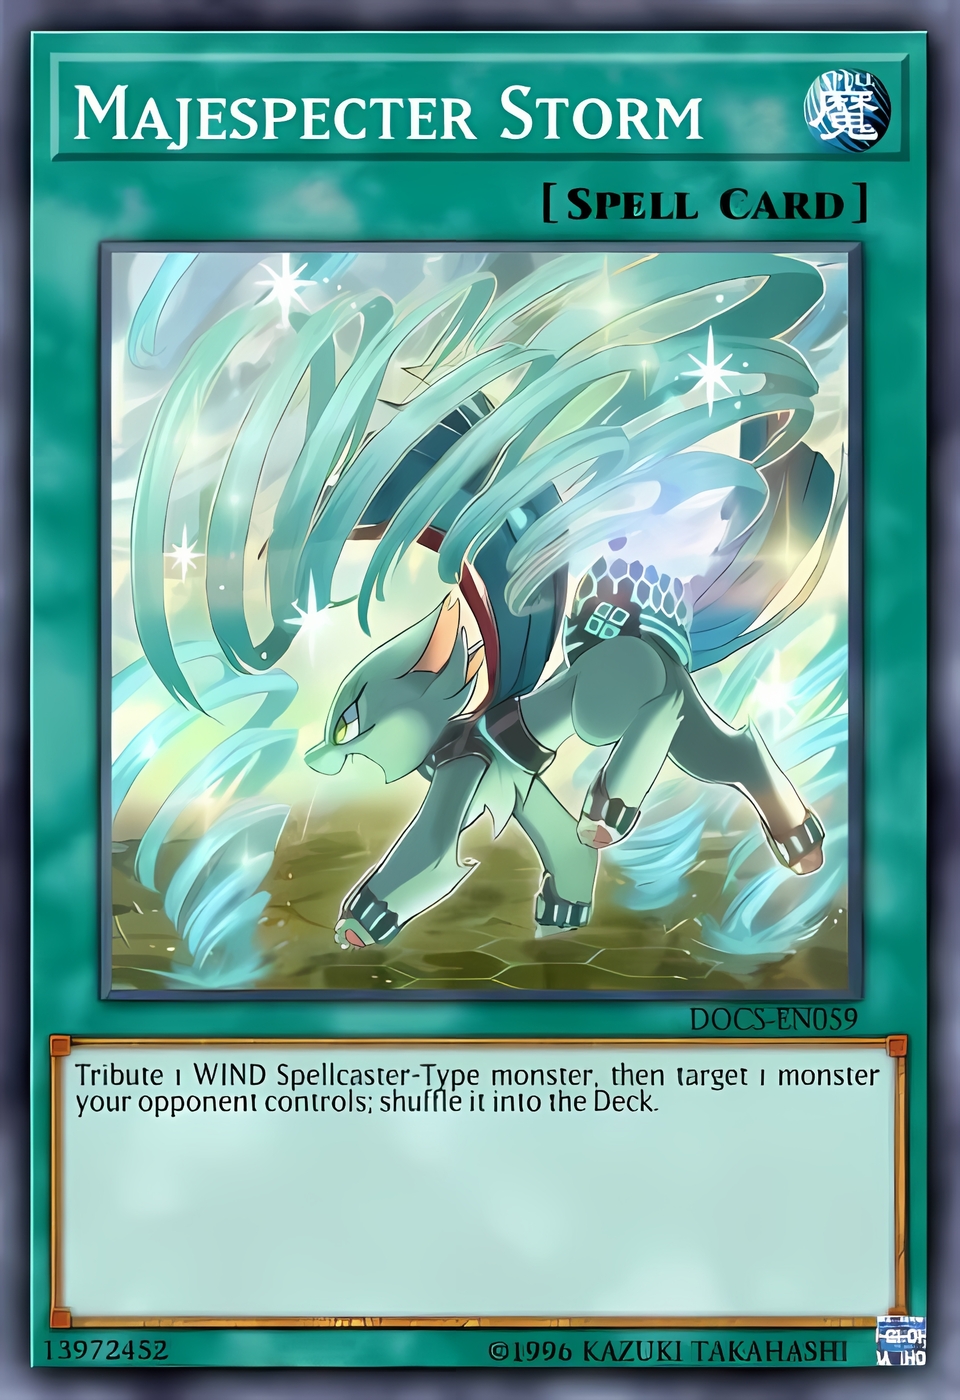 MAJESPECTER STORM
魔
[SPELL CARD]
DOCS-EN059
Tribute 1 WIND Spellcaster-Type monster, then target 1 monster
your opponent controls; shuffle it into the Deck.
13972452
©1996 KAZUKI TAKAHASHI